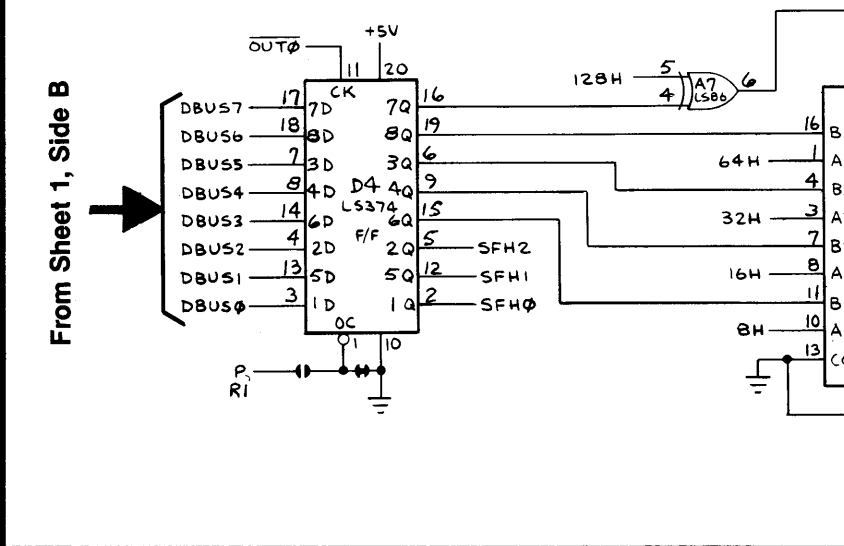 From Sheet 1, Side B
OUTØ
+5V
11 20
CK
DBUS7 17 7D 7Q 16
DBUS6 18 8D 8Q 19
DBUS5 7 3D 3Q 6
DBUS4 8 4D D4 4Q 9
DBUS3 14 6D LS374 6Q 15
DBUS2 4 2D F/F 2Q 5 SFH2
DBUS1 13 5D 5Q 12 SFH1
DBUSØ 3 1D 1Q 2 SFHØ
OC
1 10
P
R1
128H 5
4
A7
LS86
6
16 B
64H 1 A
4 B
32H 3 A
7 B
16H 8 A
11 B
8H 10 A
13 C